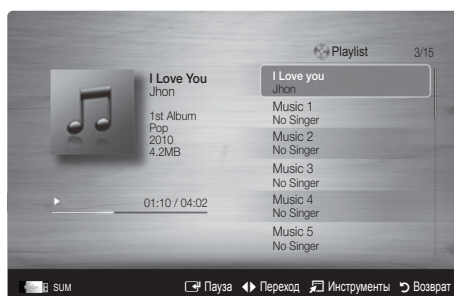 Playlist 3/15
I Love You
Jhon
1st Album
Pop
2010
4.2MB
01:10 / 04:02
I Love you
Jhon
Music 1
No Singer
Music 2
No Singer
Music 3
No Singer
Music 4
No Singer
Music 5
No Singer
SUM Пауза Переход Инструменты Возврат